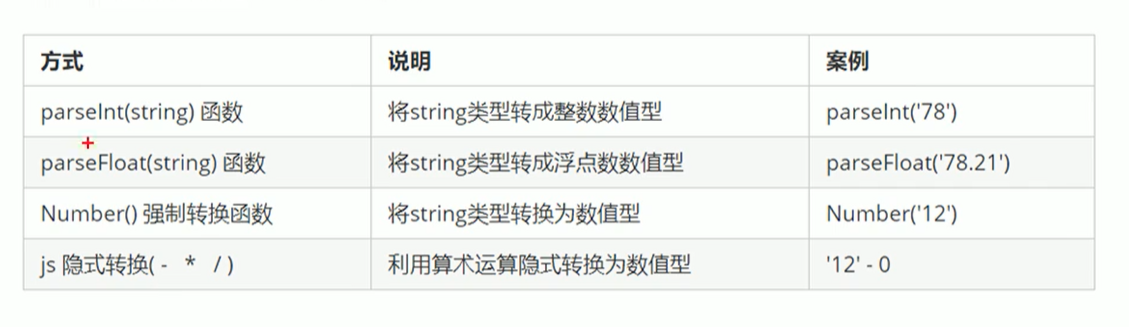 方式 说明 案例
parseInt(string) 函数 将string类型转成整数数值型 parseInt('78')
parseFloat(string) 函数 将string类型转成浮点数数值型 parseFloat('78.21')
Number() 强制转换函数 将string类型转换为数值型 Number('12')
js 隐式转换( - * / ) 利用算术运算隐式转换为数值型 '12' - 0